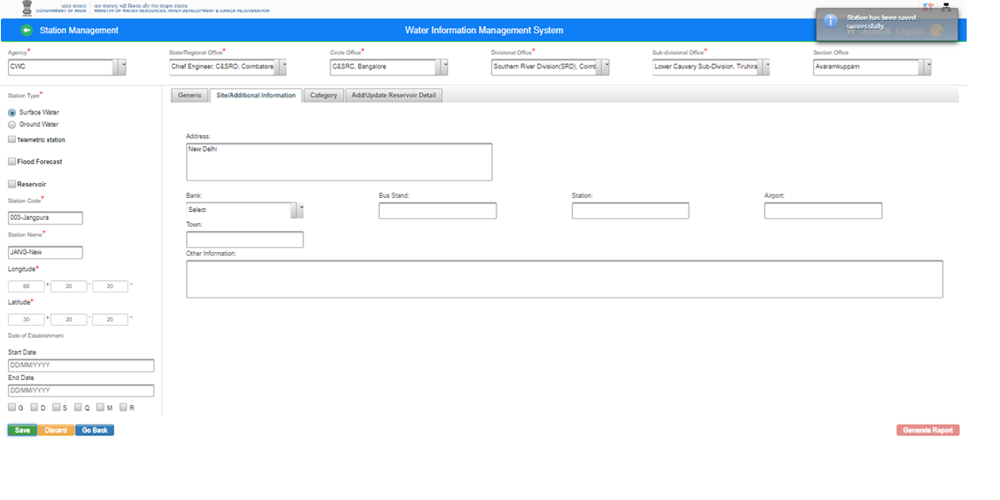 भारत सरकार
GOVERNMENT OF INDIA
जल संसाधन, नदी विकास और गंगा संरक्षण मंत्रालय
MINISTRY OF WATER RESOURCES, RIVER DEVELOPMENT & GANGA REJUVENATION
Station has been saved successfully.
Station Management
Water Information Management System
Logout
Agency*
State/Regional Office*
Circle Office*
Divisional Office*
Sub-divisional Office*
Section Office
CWC
Chief Engineer, C&SRO, Coimbatore
C&SRC, Bangalore
Southern River Division(SRD), Coimb
Lower Cauvery Sub-Division, Tiruhira
Avaramkuppam
Station Type*
Surface Water
Ground Water
Telemetric station
Flood Forecast
Reservoir
Station Code*
003-Jangpura
Station Name*
JANG-New
Longitude*
68 ° 20 ' 20 "
Latitude*
30 ° 20 ' 20 "
Date of Establishment
Start Date
DD/MM/YYYY
End Date
DD/MM/YYYY
G D S Q M R
Generic
Site/Additional Information
Category
Add/Update Reservoir Detail
Address:
New Delhi
Bank:
Bus Stand:
Station:
Airport:
Select
Town:
Other Information:
Save
Discard
Go Back
Generate Report